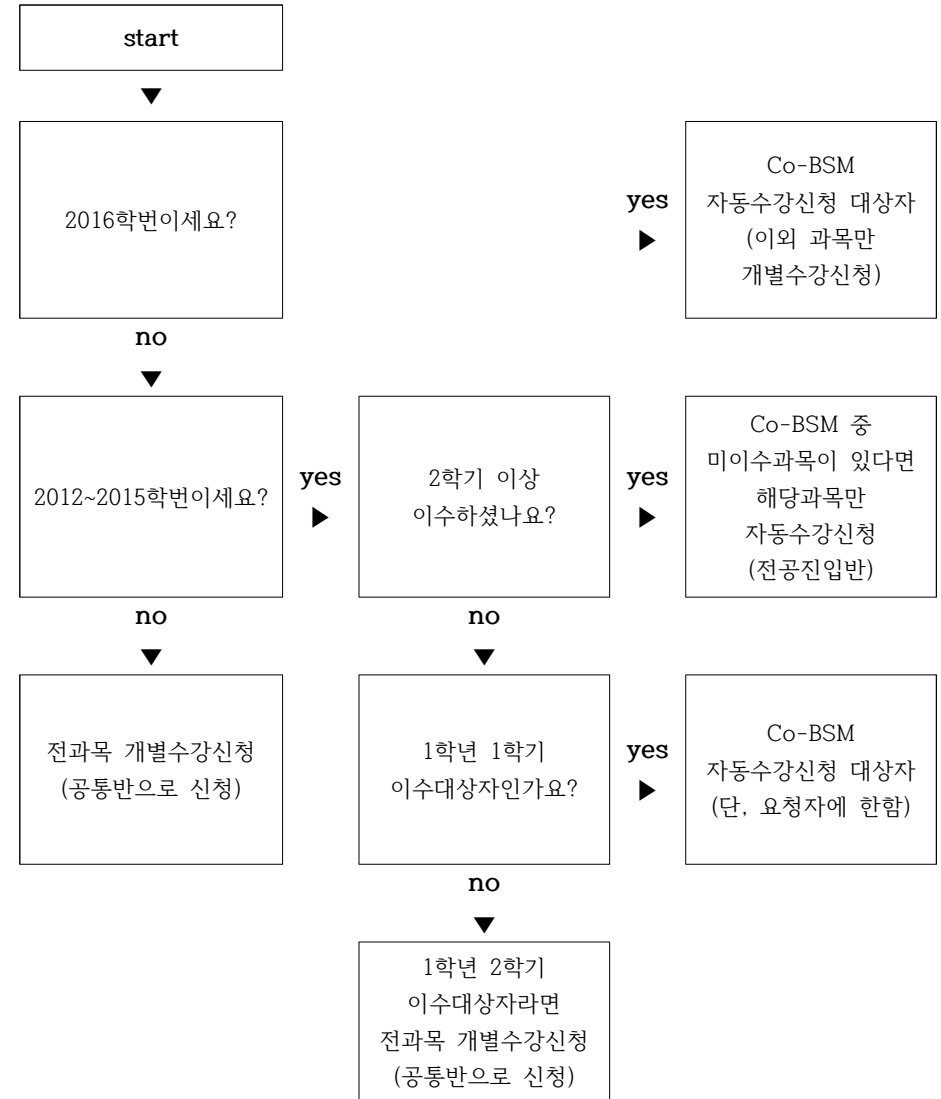 start
▼
2016학번이세요?
yes
▶
Co-BSM
자동수강신청 대상자
(이외 과목만
개별수강신청)
no
▼
2012~2015학번이세요?
yes
▶
2학기 이상
이수하셨나요?
yes
▶
Co-BSM 중
미이수과목이 있다면
해당과목만
자동수강신청
(전공진입반)
no
▼
no
▼
전과목 개별수강신청
(공통반으로 신청)
1학년 1학기
이수대상자인가요?
yes
▶
Co-BSM
자동수강신청 대상자
(단, 요청자에 한함)
no
▼
1학년 2학기
이수대상자라면
전과목 개별수강신청
(공통반으로 신청)